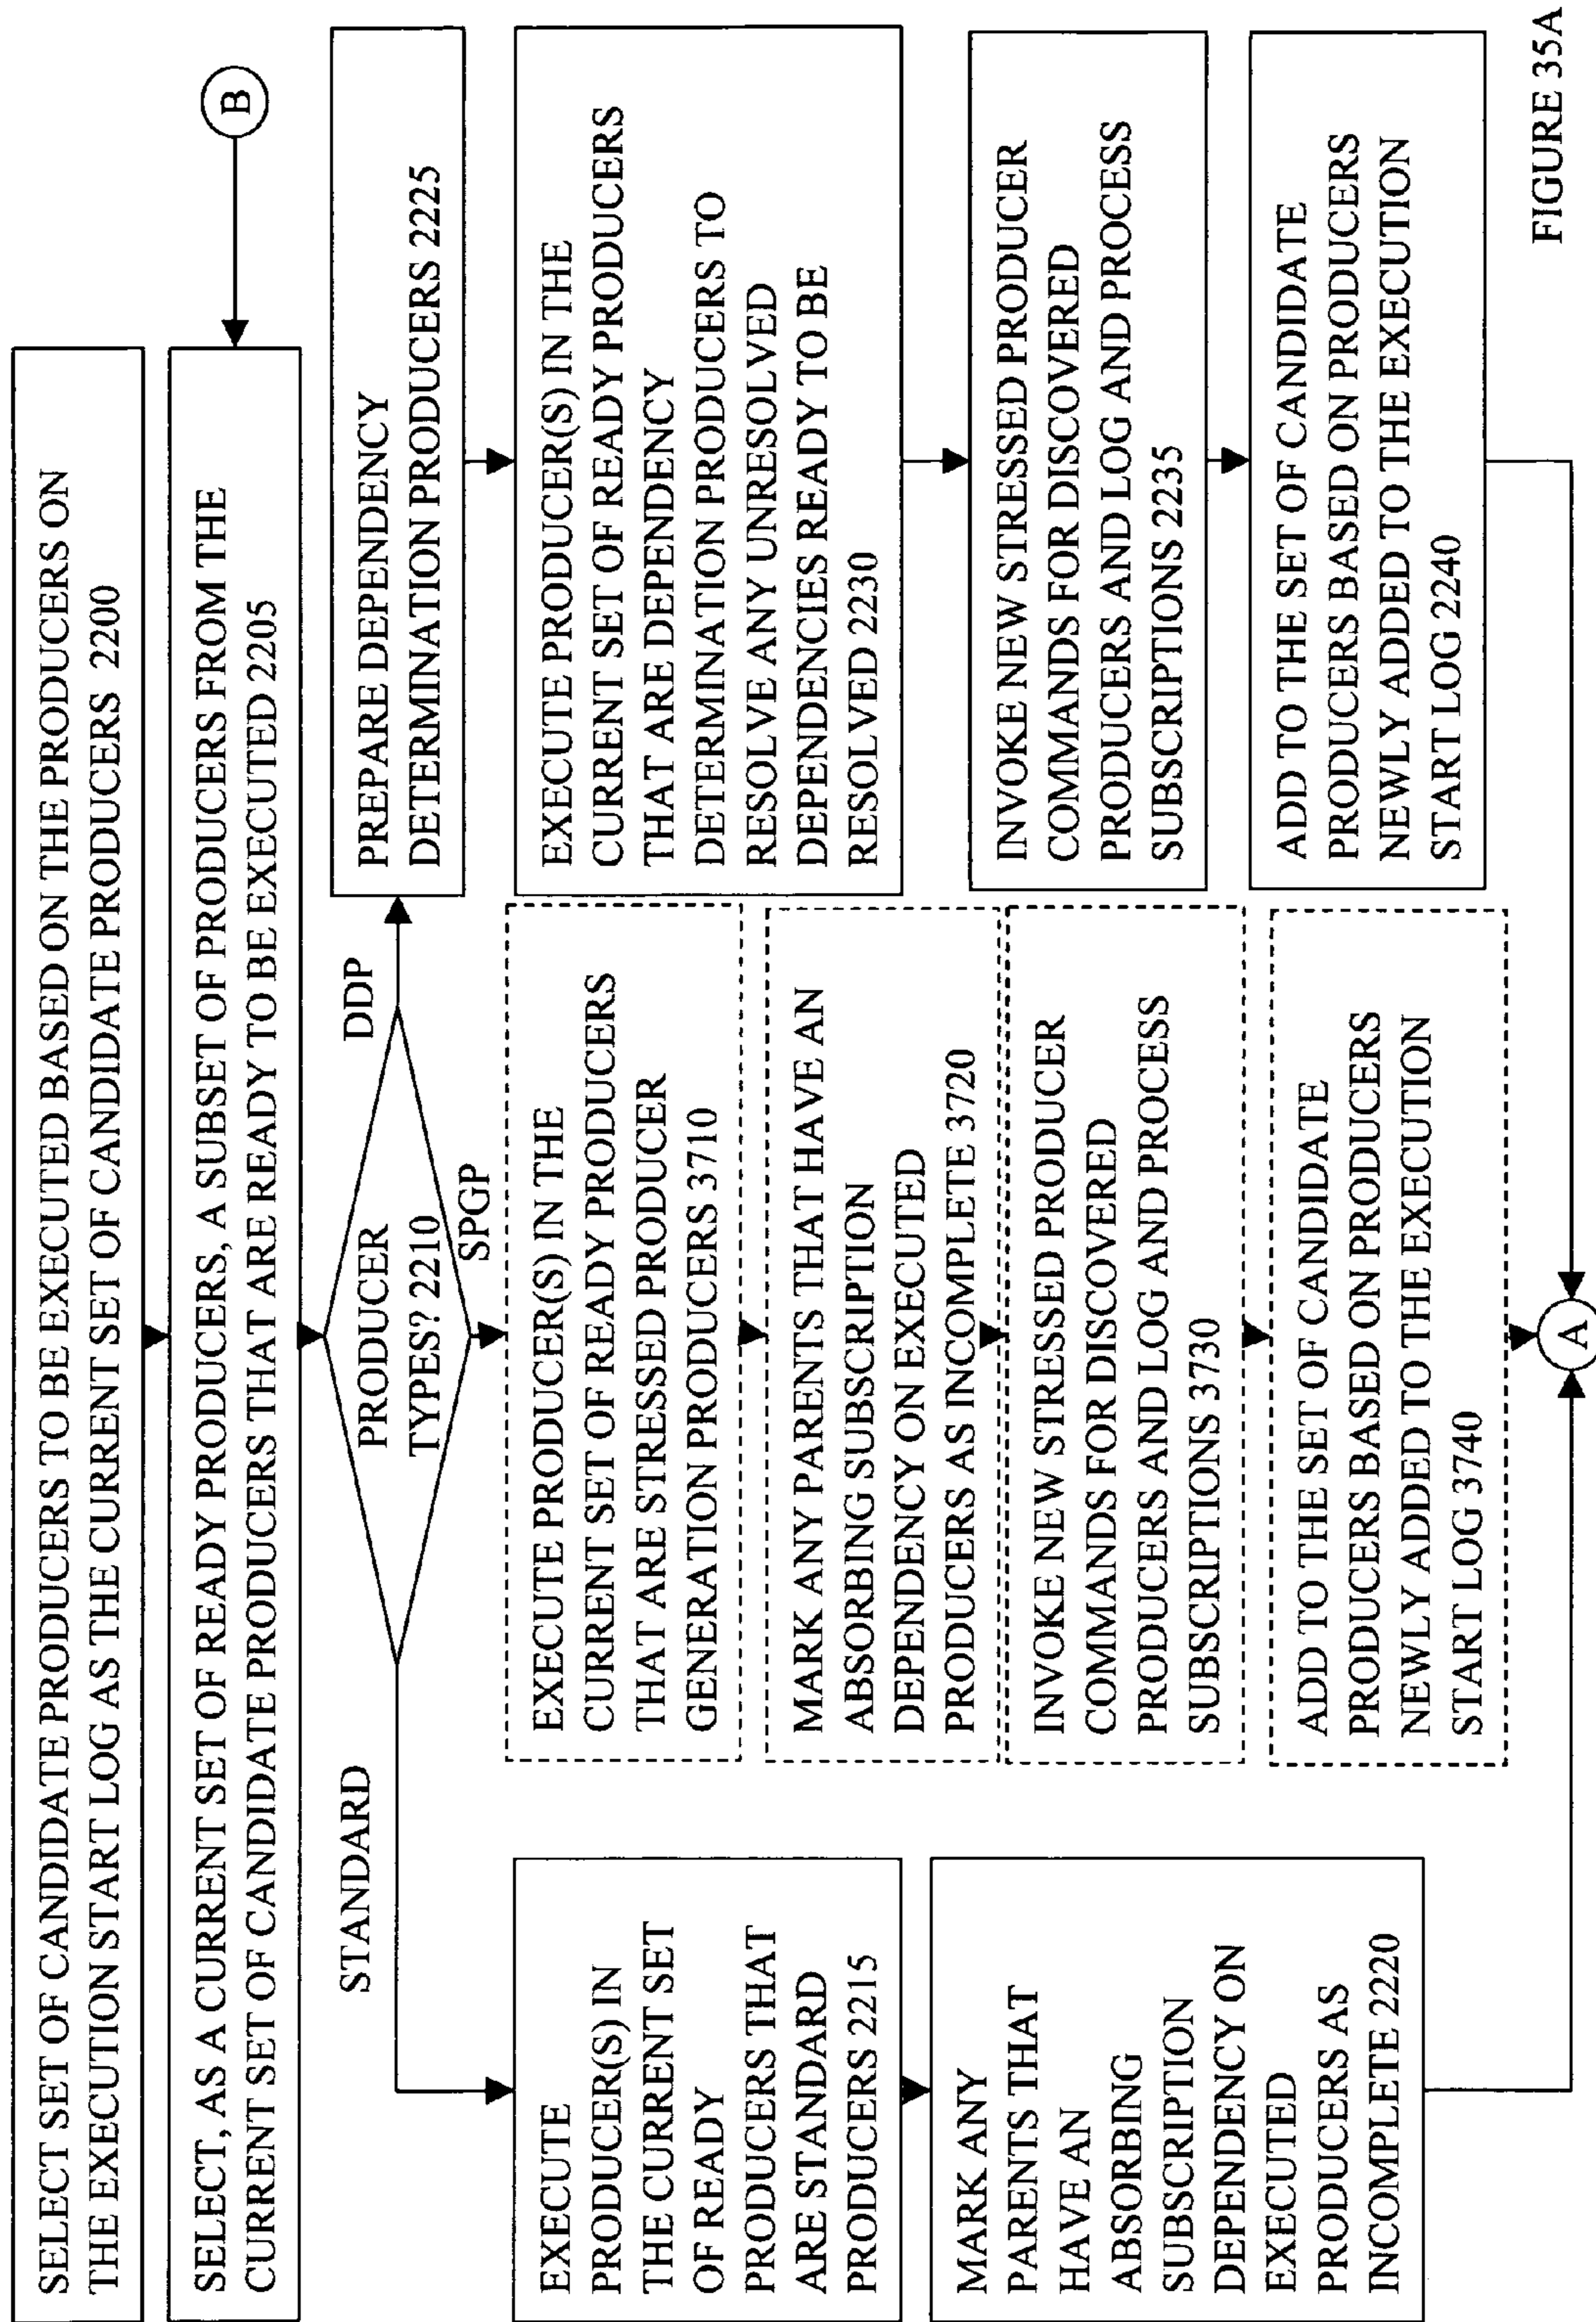 SELECT SET OF CANDIDATE PRODUCERS TO BE EXECUTED BASED ON THE PRODUCERS ON
THE EXECUTION START LOG AS THE CURRENT SET OF CANDIDATE PRODUCERS 2200
SELECT, AS A CURRENT SET OF READY PRODUCERS, A SUBSET OF PRODUCERS FROM THE
CURRENT SET OF CANDIDATE PRODUCERS THAT ARE READY TO BE EXECUTED 2205
B
PRODUCER
TYPES? 2210
STANDARD
EXECUTE
PRODUCER(S) IN
THE CURRENT SET
OF READY
PRODUCERS THAT
ARE STANDARD
PRODUCERS 2215
MARK ANY
PARENTS THAT
HAVE AN
ABSORBING
SUBSCRIPTION
DEPENDENCY ON
EXECUTED
PRODUCERS AS
INCOMPLETE 2220
SPGP
EXECUTE PRODUCER(S) IN THE
CURRENT SET OF READY PRODUCERS
THAT ARE STRESSED PRODUCER
GENERATION PRODUCERS 3710
MARK ANY PARENTS THAT HAVE AN
ABSORBING SUBSCRIPTION
DEPENDENCY ON EXECUTED
PRODUCERS AS INCOMPLETE 3720
INVOKE NEW STRESSED PRODUCER
COMMANDS FOR DISCOVERED
PRODUCERS AND LOG AND PROCESS
SUBSCRIPTIONS 3730
ADD TO THE SET OF CANDIDATE
PRODUCERS BASED ON PRODUCERS
NEWLY ADDED TO THE EXECUTION
START LOG 3740
DDP
PREPARE DEPENDENCY
DETERMINATION PRODUCERS 2225
EXECUTE PRODUCER(S) IN THE
CURRENT SET OF READY PRODUCERS
THAT ARE DEPENDENCY
DETERMINATION PRODUCERS TO
RESOLVE ANY UNRESOLVED
DEPENDENCIES READY TO BE
RESOLVED 2230
INVOKE NEW STRESSED PRODUCER
COMMANDS FOR DISCOVERED
PRODUCERS AND LOG AND PROCESS
SUBSCRIPTIONS 2235
ADD TO THE SET OF CANDIDATE
PRODUCERS BASED ON PRODUCERS
NEWLY ADDED TO THE EXECUTION
START LOG 2240
A
FIGURE 35A